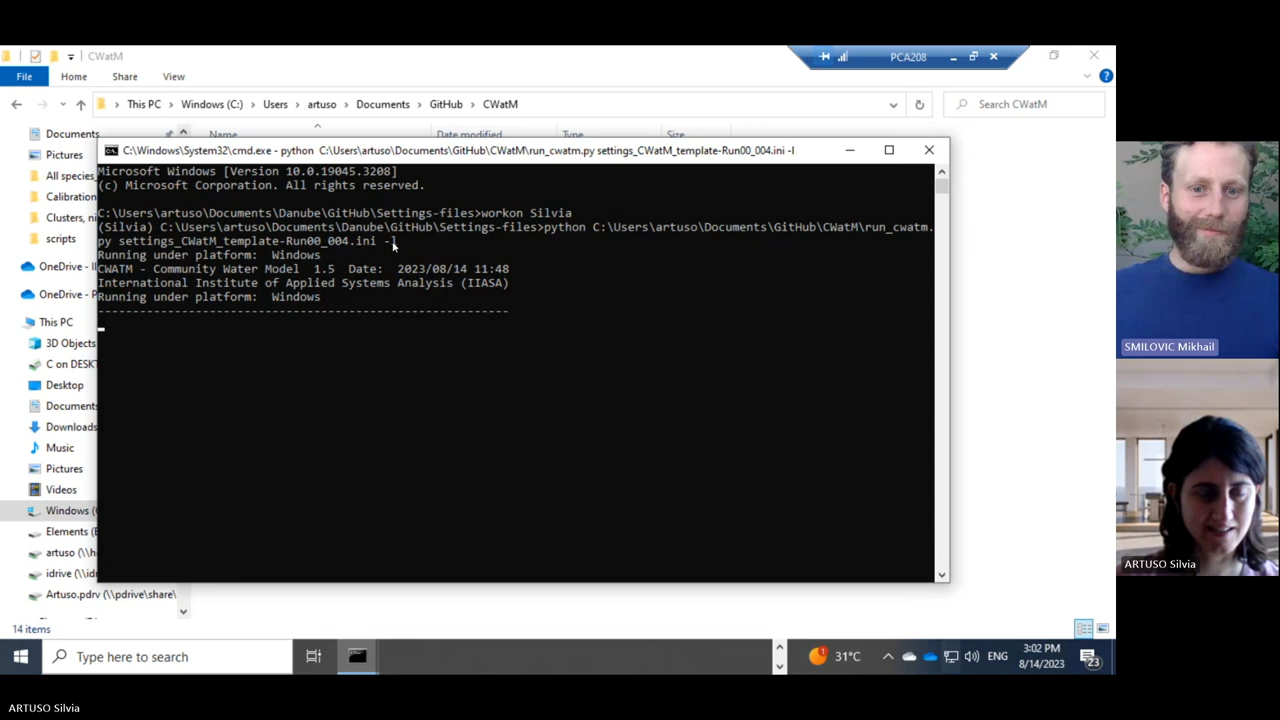 CWatM
PCA208
File Home Share View
This PC Windows (C:) Users artuso Documents GitHub CWatM
Search CWatM
Name Date modified Type Size
Documents
Pictures
All species_
Calibration
Clusters, ni
scripts
OneDrive - II
OneDrive - P
This PC
3D Objects
C on DESKT
Desktop
Documents
Downloads
Music
Pictures
Videos
Windows (C
Elements (E
artuso (\\h
idrive (\\id
Artuso.pdrv (\\pdrive\share\
14 items
C:\Windows\System32\cmd.exe - python C:\Users\artuso\Documents\GitHub\CWatM\run_cwatm.py settings_CWatM_template-Run00_004.ini -l
Microsoft Windows [Version 10.0.19045.3208]
(c) Microsoft Corporation. All rights reserved.
C:\Users\artuso\Documents\Danube\GitHub\Settings-files>workon Silvia
(Silvia) C:\Users\artuso\Documents\Danube\GitHub\Settings-files>python C:\Users\artuso\Documents\GitHub\CWatM\run_cwatm.
py settings_CWatM_template-Run00_004.ini -l
Running under platform: Windows
CWATM - Community Water Model 1.5 Date: 2023/08/14 11:48
International Institute of Applied Systems Analysis (IIASA)
Running under platform: Windows
----------------------------------------------------------
SMILOVIC Mikhail
ARTUSO Silvia
Type here to search
31°C
ENG
3:02 PM
8/14/2023
23
ARTUSO Silvia